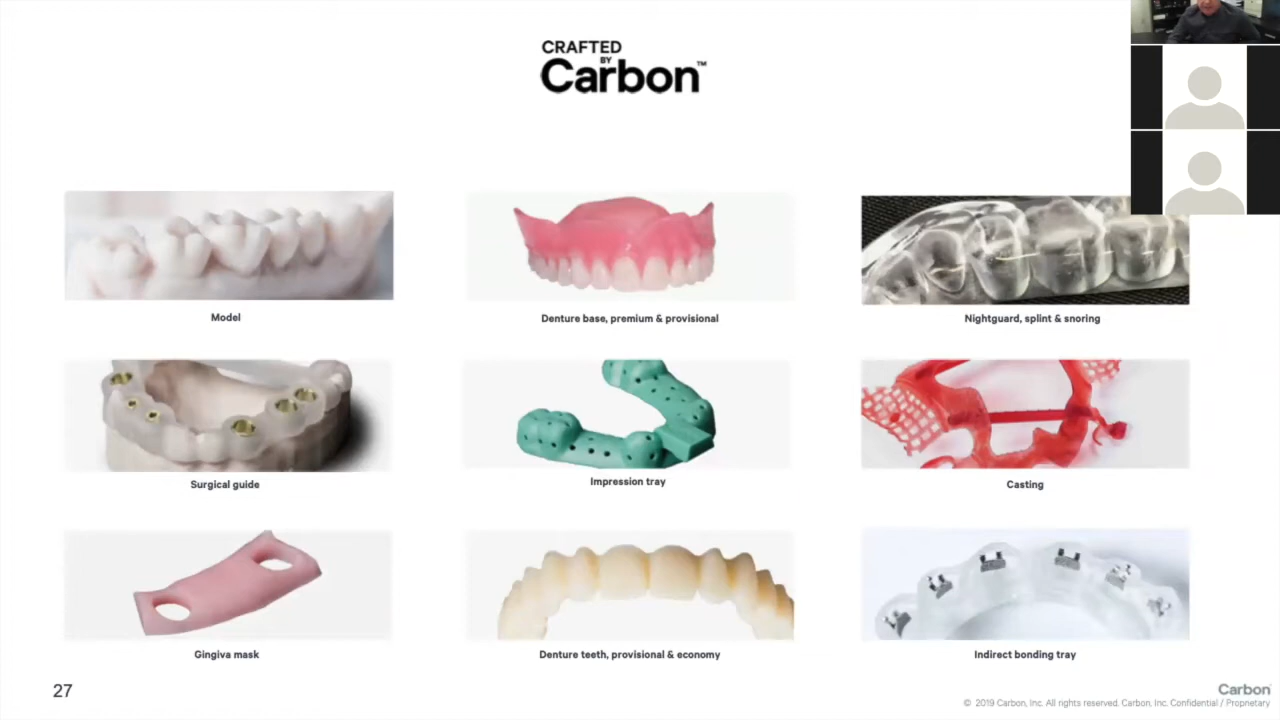 CRAFTED
BY
Carbon™
Model
Denture base, premium & provisional
Nightguard, splint & snoring
Surgical guide
Impression tray
Casting
Gingiva mask
Denture teeth, provisional & economy
Indirect bonding tray
27
Carbon
© 2019 Carbon, Inc. All rights reserved. Carbon, Inc. Confidential / Proprietary